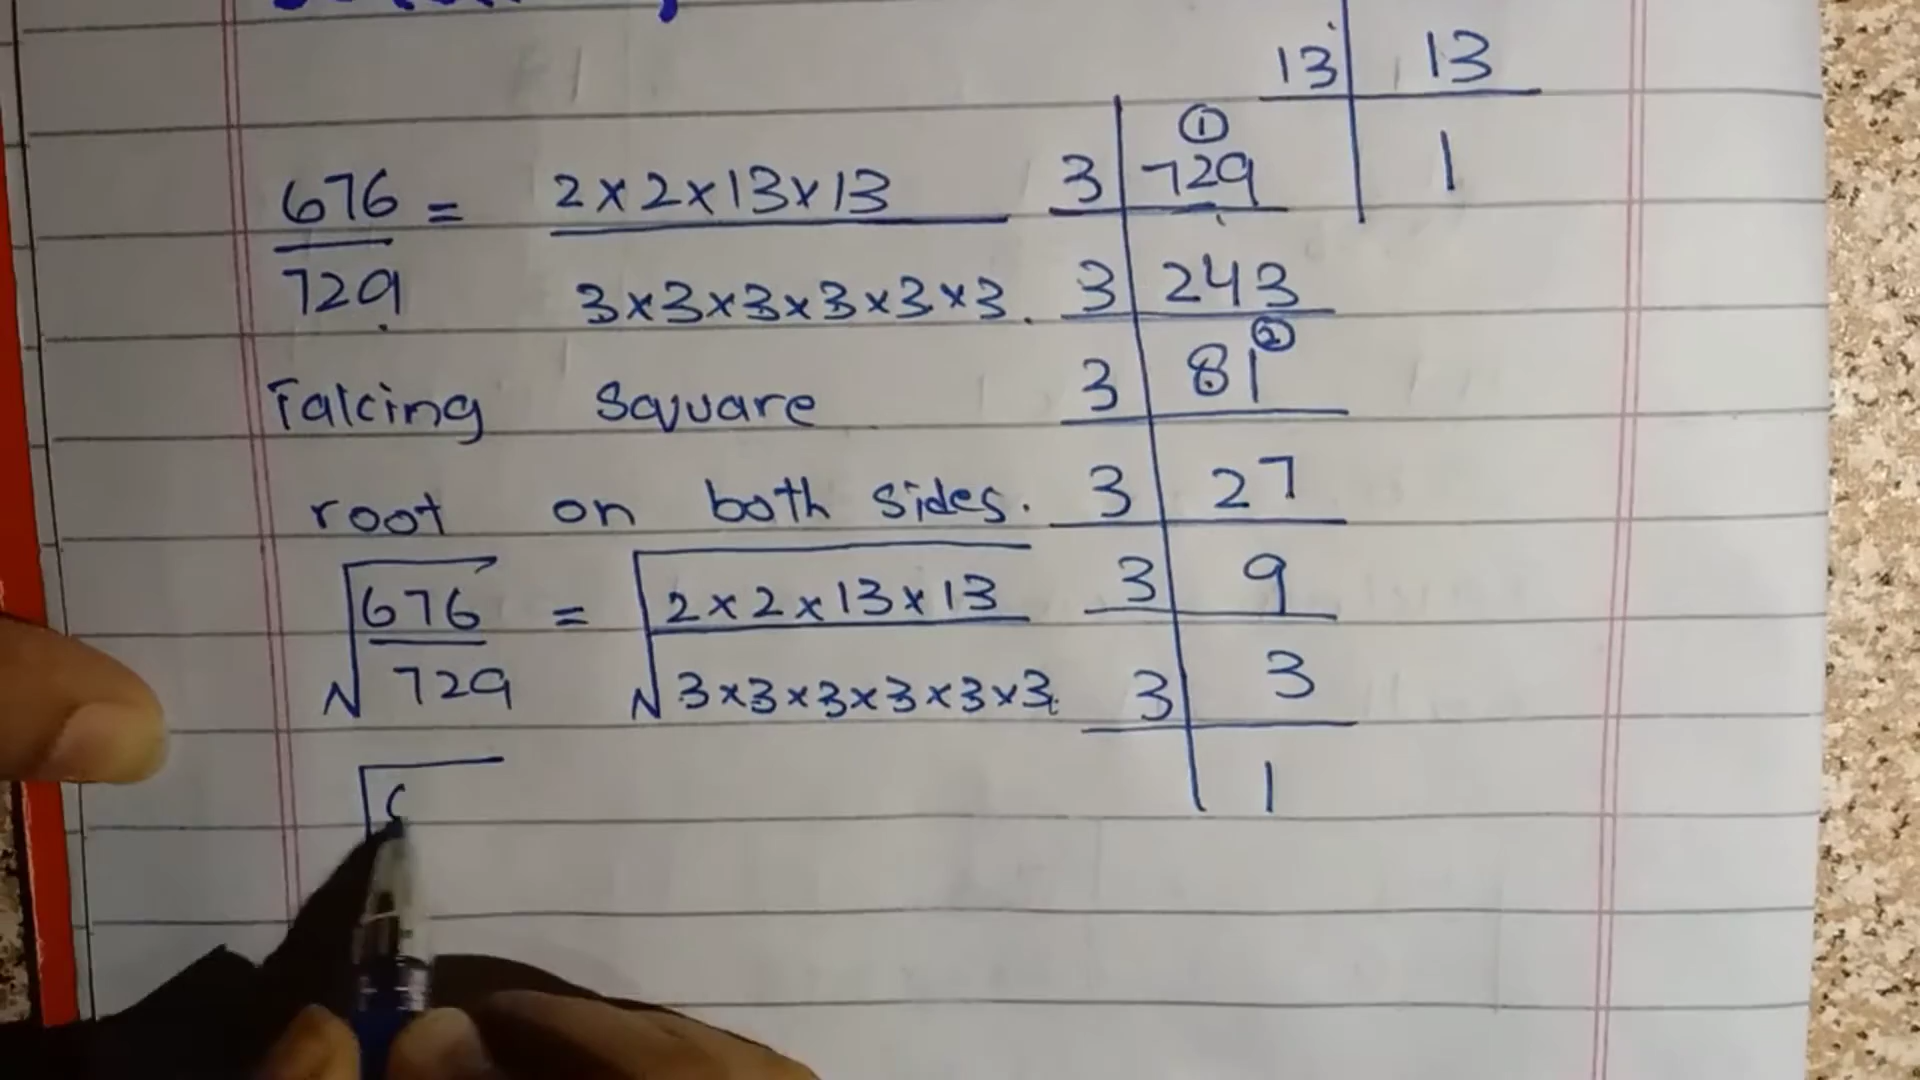 13 | 13
1
676/729 = 2×2×13×13 / 3×3×3×3×3×3.
Taking square
root on both sides.
√676/729 = √2×2×13×13 / 3×3×3×3×3×3.
√
①
3 | 729
3 | 243
②
3 | 81
3 | 27
3 | 9
3 | 3
1